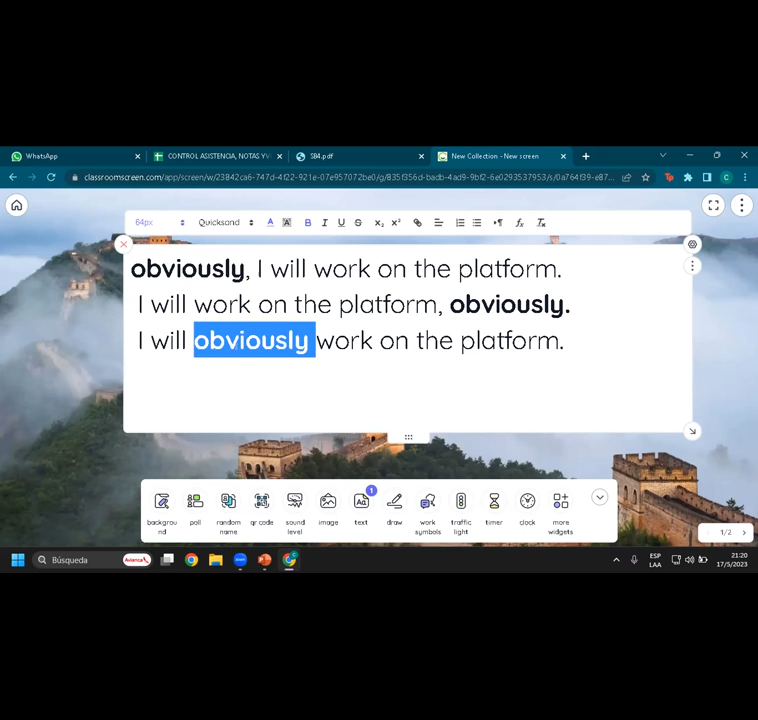 WhatsApp
CONTROL ASISTENCIA, NOTAS Y V
SB4.pdf
New Collection - New screen
classroomscreen.com/app/screen/w/23842ca6-747d-4f22-921e-07e957072be0/g/835f356d-badb-4ad9-9bf2-6e0293537953/s/0a764f39-e87...
64px
Quicksand
obviously, I will work on the platform.
I will work on the platform, obviously.
I will obviously work on the platform.
background
poll
random name
qr code
sound level
image
text
1
draw
work symbols
traffic light
timer
clock
more widgets
1/2
Búsqueda
ESP
LAA
21:20
17/5/2023